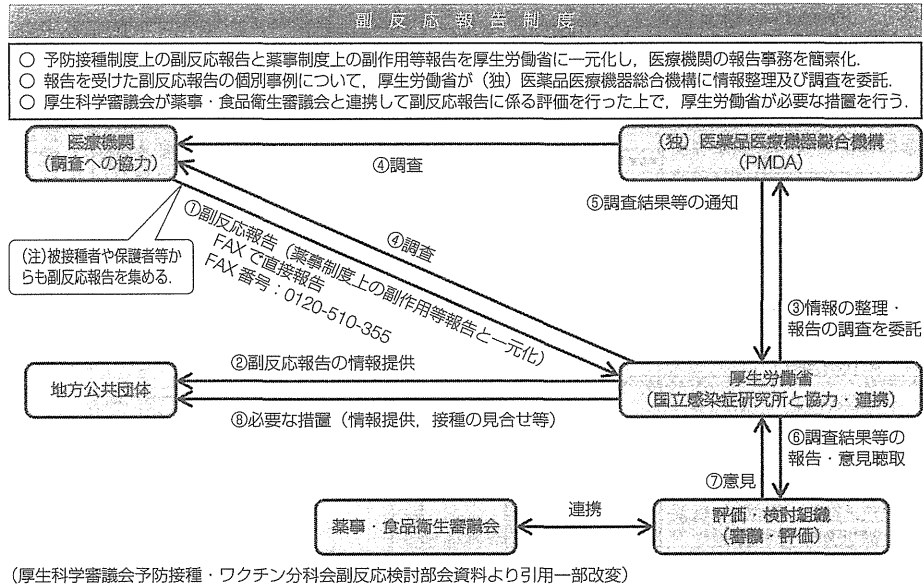 副反応報告制度
○ 予防接種制度上の副反応報告と薬事制度上の副作用等報告を厚生労働省に一元化し，医療機関の報告事務を簡素化．
○ 報告を受けた副反応報告の個別事例について，厚生労働省が（独）医薬品医療機器総合機構に情報整理及び調査を委託．
○ 厚生科学審議会が薬事・食品衛生審議会と連携して副反応報告に係る評価を行った上で，厚生労働省が必要な措置を行う．
医療機関
（調査への協力）
（独）医薬品医療機器総合機構
（PMDA）
④調査
⑤調査結果等の通知
（注）被接種者や保護者等か
らも副反応報告を集める．
④調査
①副反応報告（薬事制度上の副作用等報告と一元化）
FAXで直接報告
FAX番号：0120-510-355
③情報の整理・
報告の調査を委託
②副反応報告の情報提供
地方公共団体
厚生労働省
（国立感染症研究所と協力・連携）
⑧必要な措置（情報提供，接種の見合せ等）
⑥調査結果等の
報告・意見聴取
⑦意見
薬事・食品衛生審議会
連携
評価・検討組織
（審議・評価）
（厚生科学審議会予防接種・ワクチン分科会副反応検討部会資料より引用一部改変）